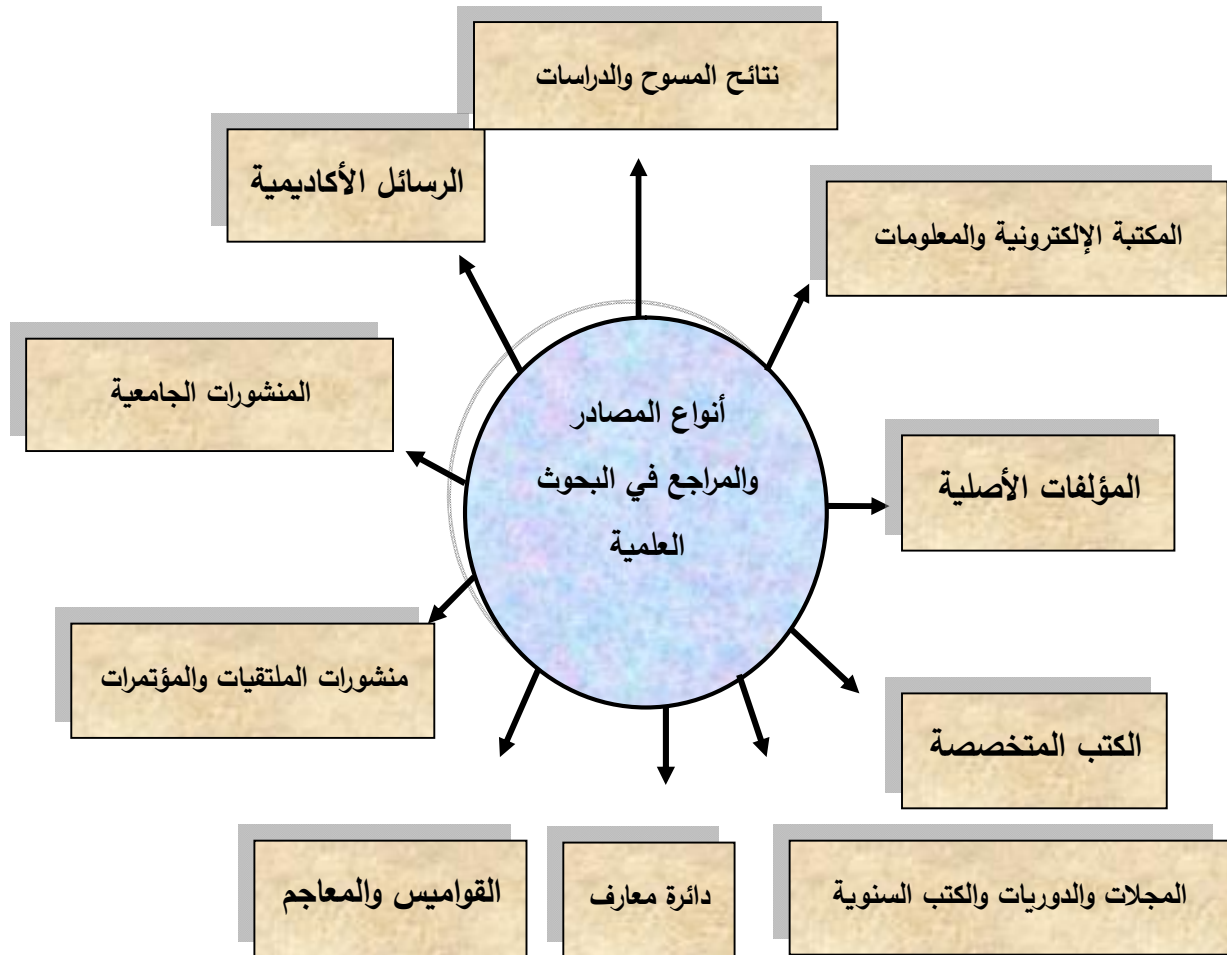 نتائج المسوح والدراسات
الرسائل الأكاديمية
المكتبة الإلكترونية والمعلومات
المنشورات الجامعية
أنواع المصادر
والمراجع في البحوث
العلمية
المؤلفات الأصلية
منشورات الملتقيات والمؤتمرات
الكتب المتخصصة
المجلات والدوريات والكتب السنوية
دائرة معارف
القواميس والمعاجم